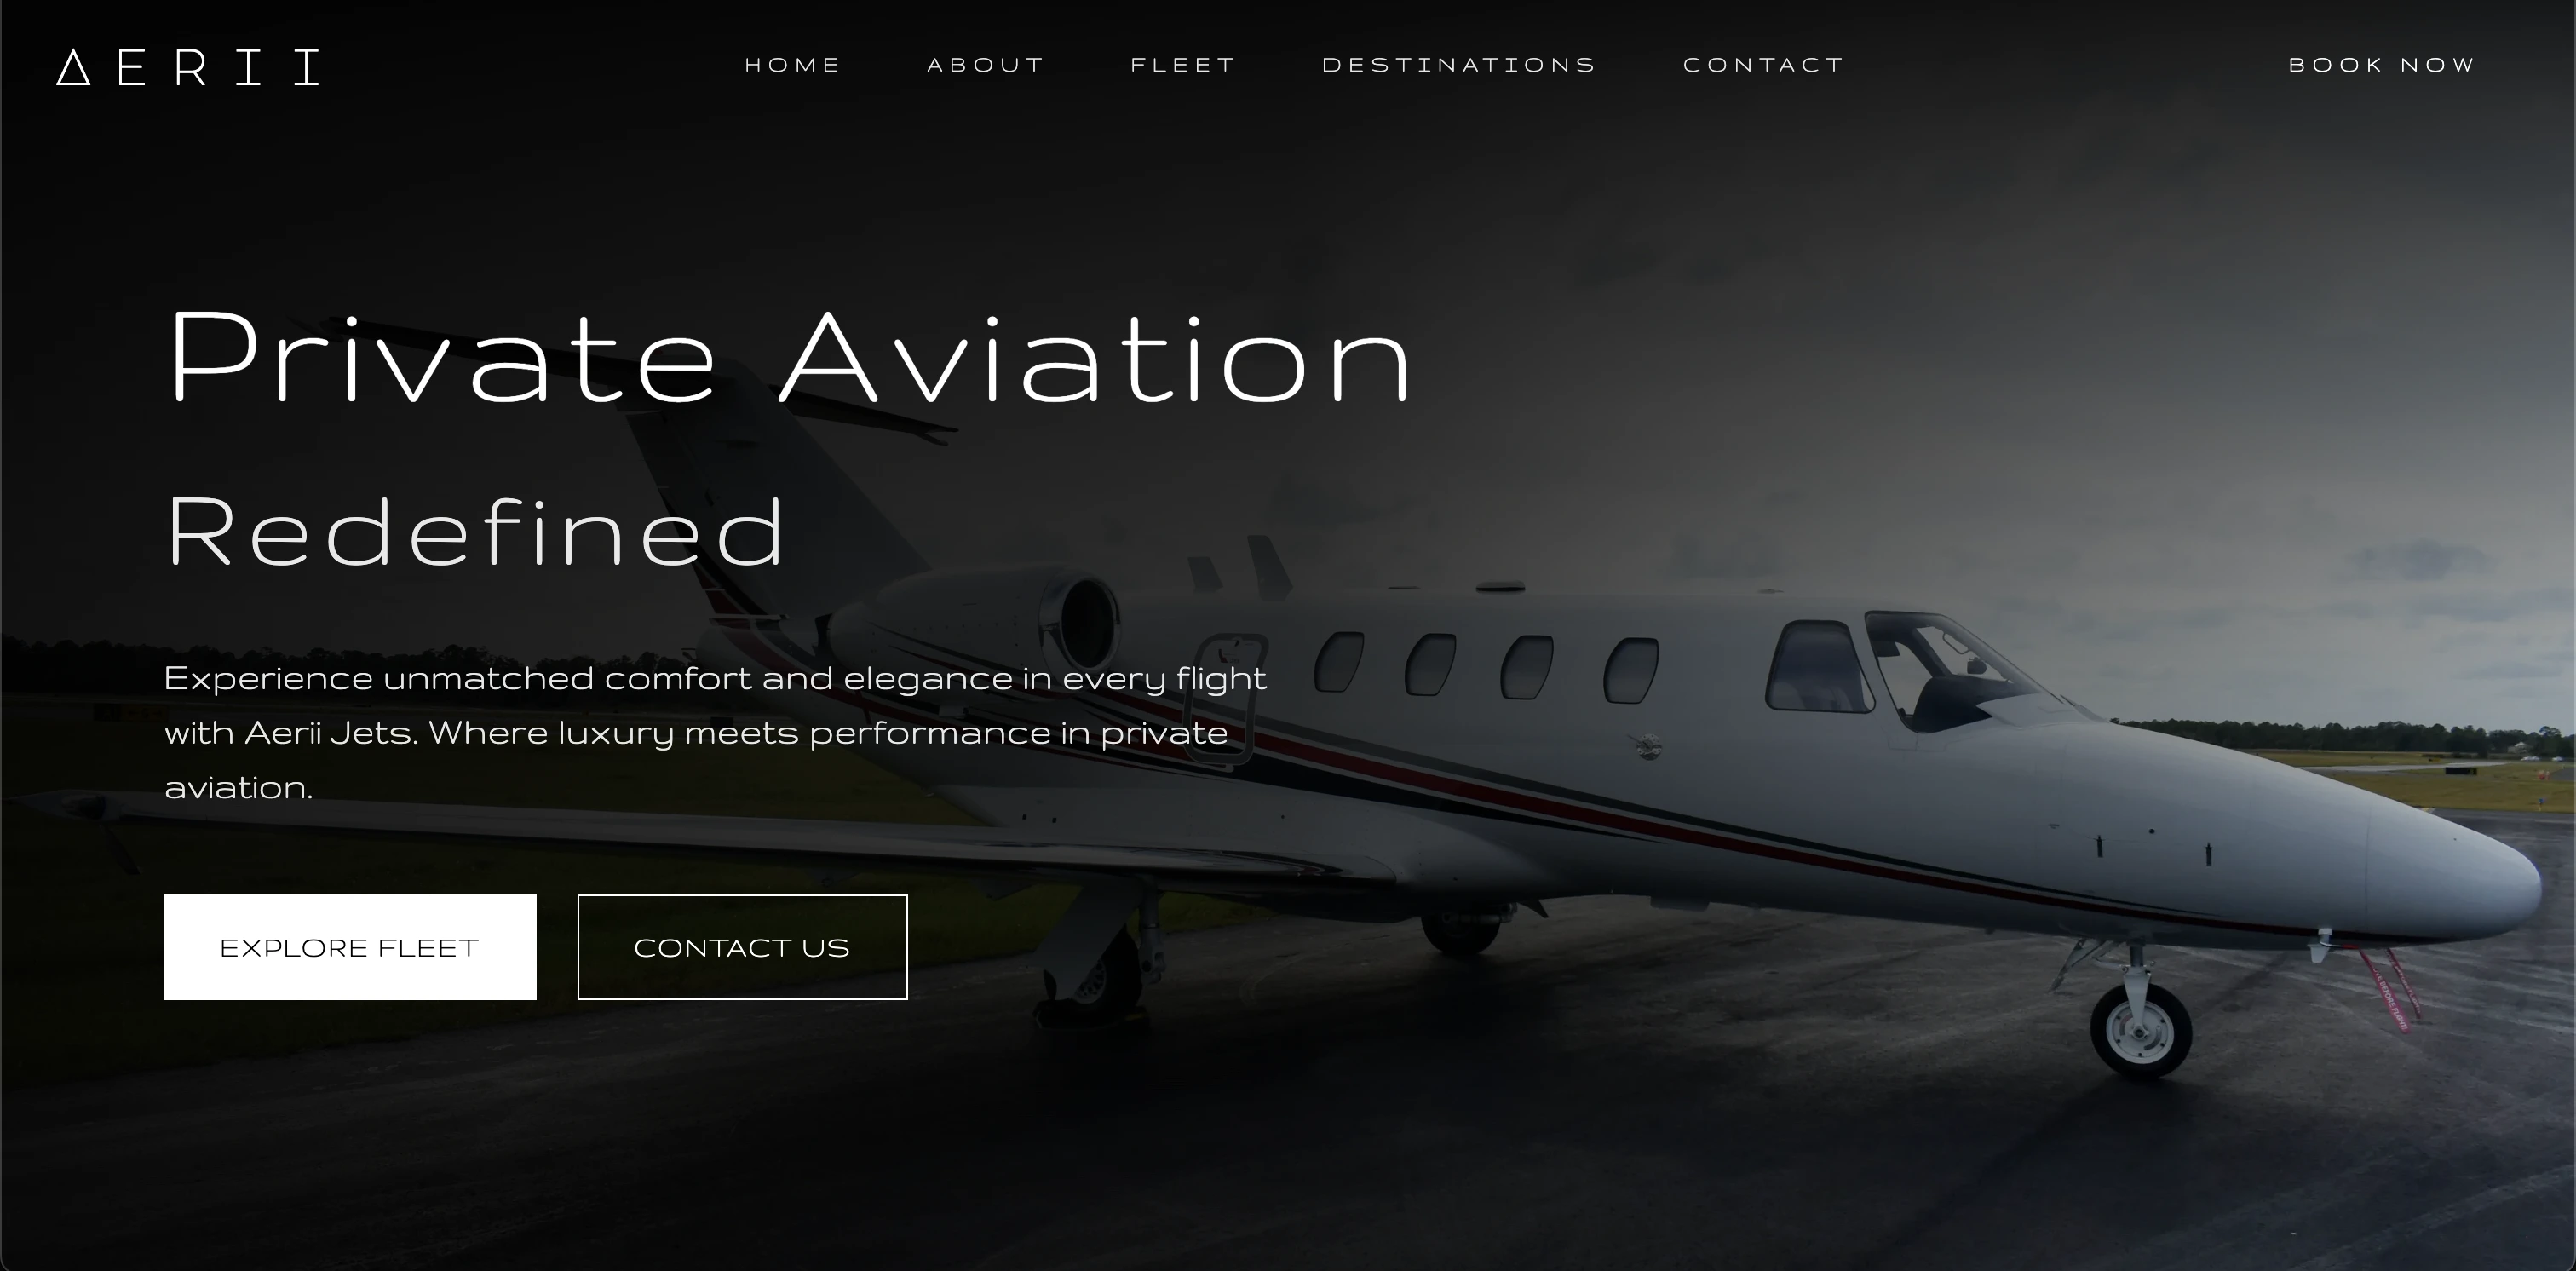 AERII
HOME ABOUT FLEET DESTINATIONS CONTACT BOOK NOW
Private Aviation
Redefined
Experience unmatched comfort and elegance in every flight
with Aerii Jets. Where luxury meets performance in private
aviation.
EXPLORE FLEET CONTACT US